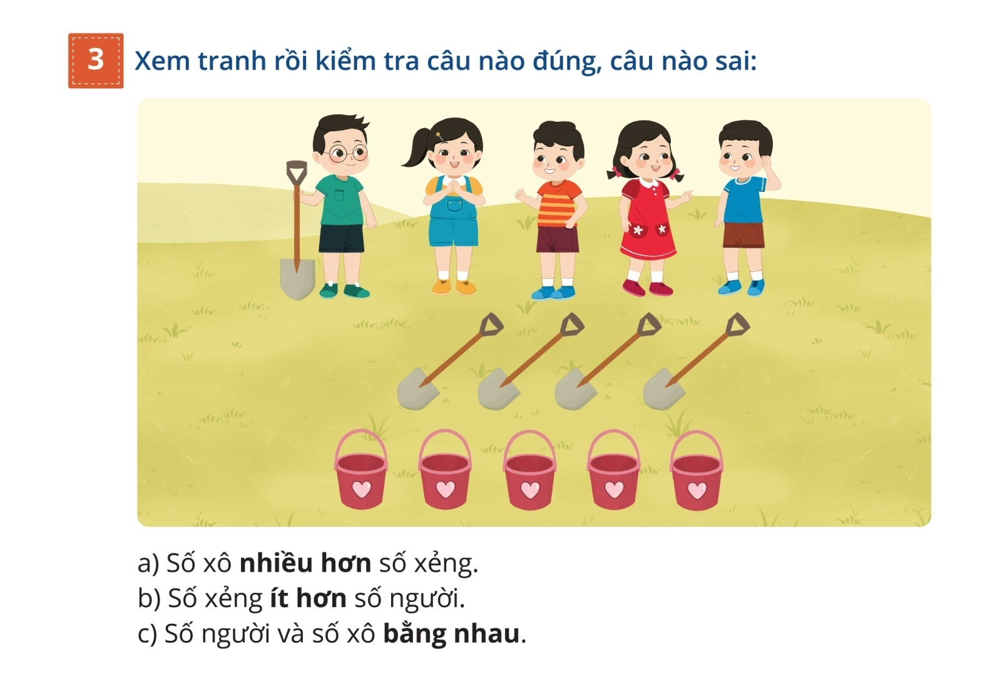 3 Xem tranh rồi kiểm tra câu nào đúng, câu nào sai:
a) Số xô nhiều hơn số xẻng.
b) Số xẻng ít hơn số người.
c) Số người và số xô bằng nhau.